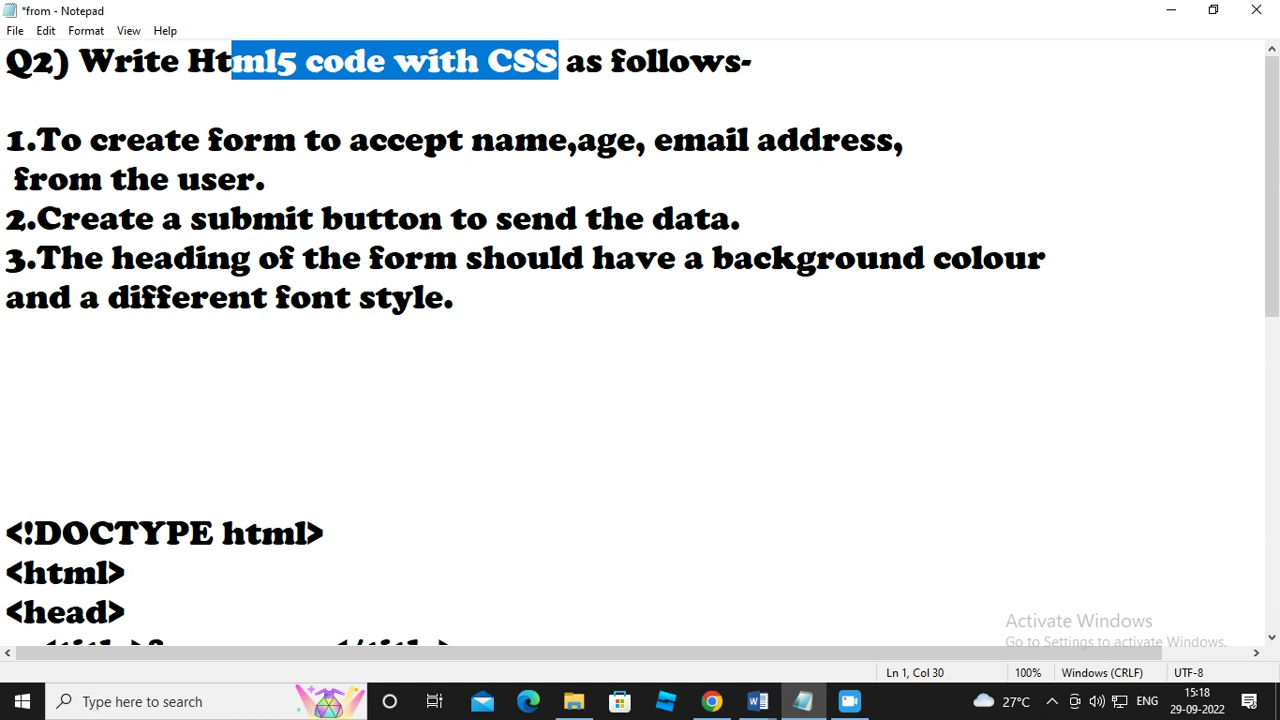 *from - Notepad
File Edit Format View Help
Q2) Write Html5 code with CSS as follows-
1.To create form to accept name,age, email address,
from the user.
2.Create a submit button to send the data.
3.The heading of the form should have a background colour
and a different font style.
<!DOCTYPE html>
<html>
<head>
Activate Windows
Go to Settings to activate Windows.
Ln 1, Col 30 100% Windows (CRLF) UTF-8
Type here to search 27°C ENG 15:18
29-09-2022